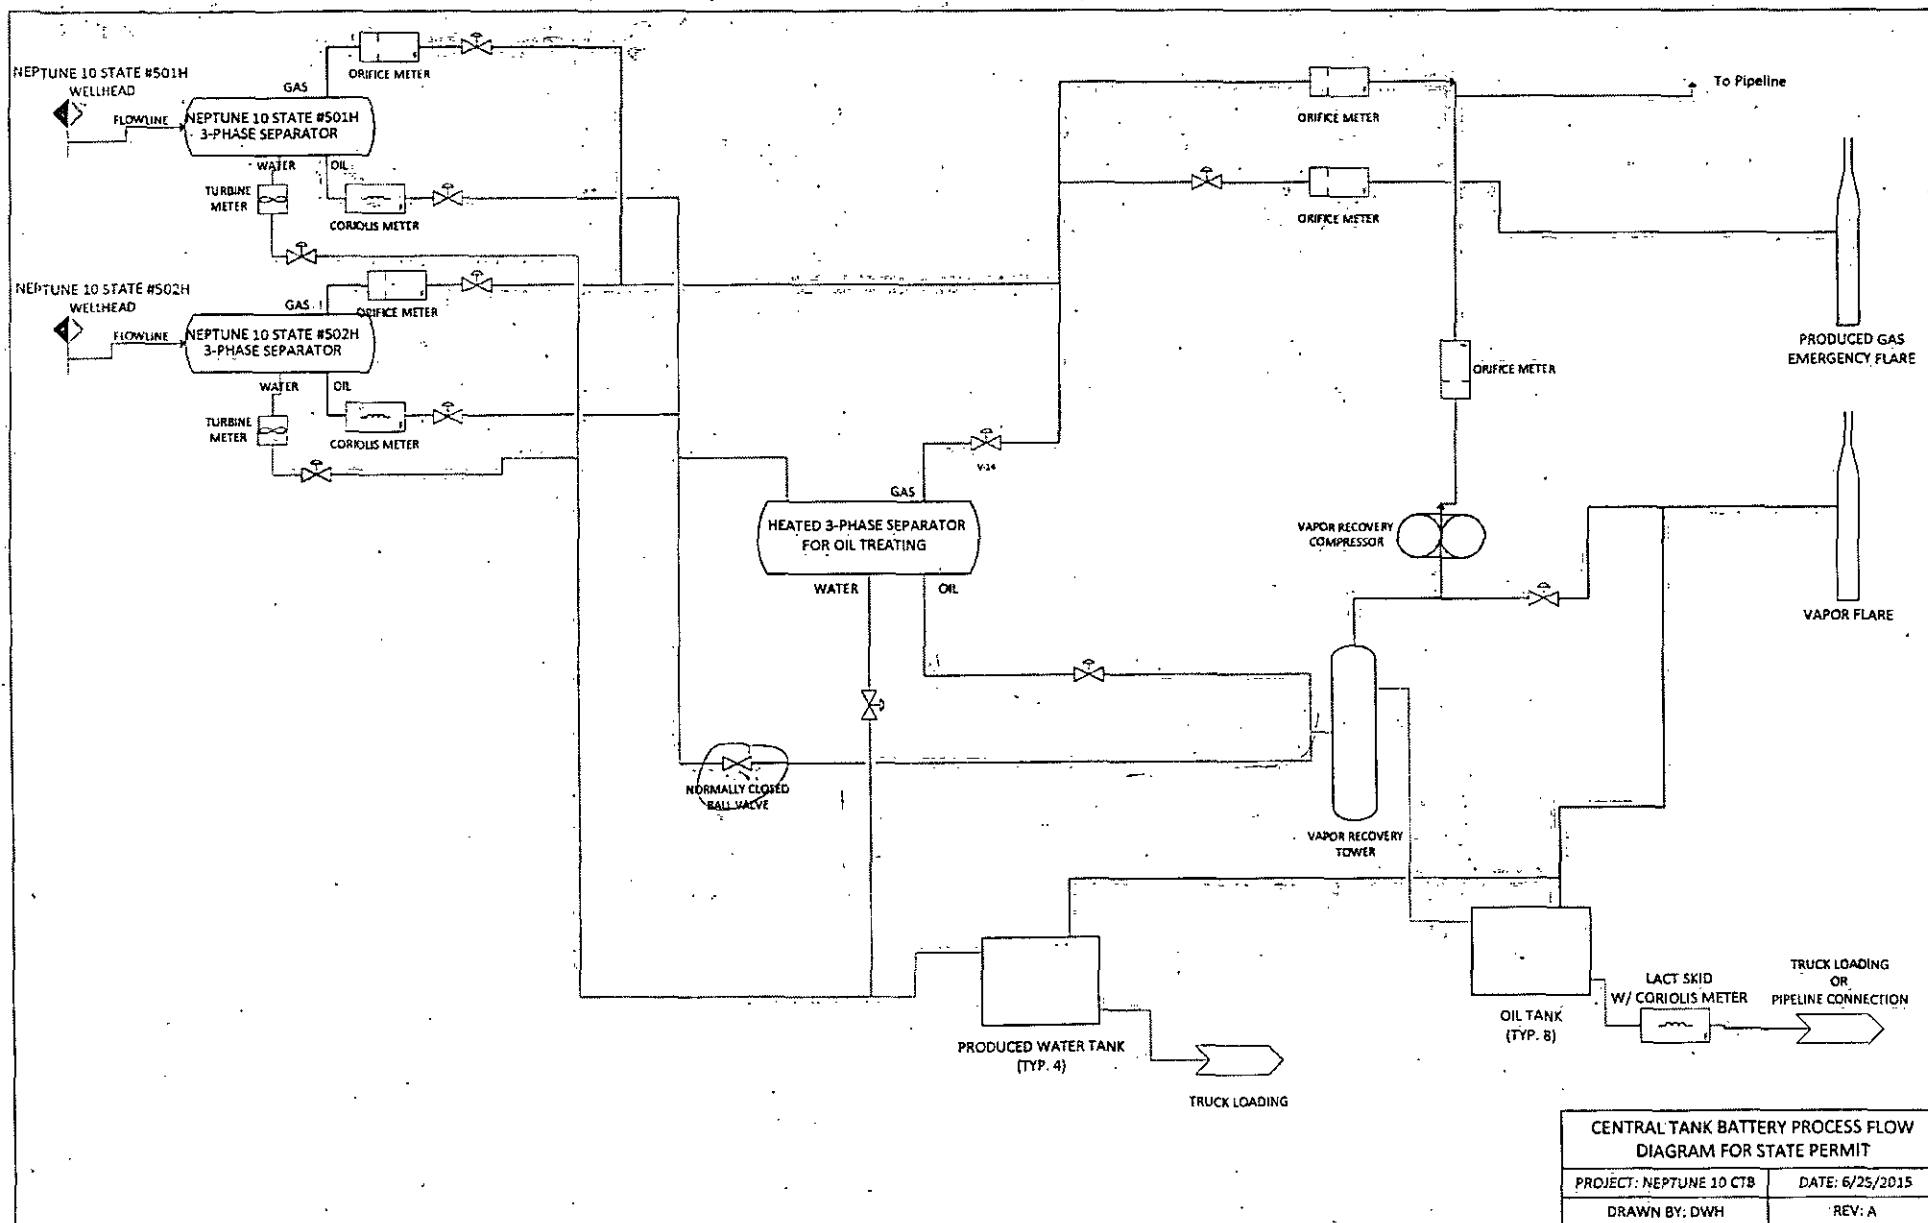 NEPTUNE 10 STATE #501H
WELLHEAD
FLOWLINE
GAS
NEPTUNE 10 STATE #501H
3-PHASE SEPARATOR
ORIFICE METER
WATER
OIL
TURBINE
METER
CORIOLIS METER
NEPTUNE 10 STATE #502H
WELLHEAD
FLOWLINE
GAS
NEPTUNE 10 STATE #502H
3-PHASE SEPARATOR
ORIFICE METER
WATER
OIL
TURBINE
METER
CORIOLIS METER
ORIFICE METER
To Pipeline
ORIFICE METER
PRODUCED GAS
EMERGENCY FLARE
ORIFICE METER
V-14
GAS
HEATED 3-PHASE SEPARATOR
FOR OIL TREATING
WATER
OIL
VAPOR RECOVERY
COMPRESSOR
VAPOR FLARE
NORMALLY CLOSED
BALL VALVE
VAPOR RECOVERY
TOWER
PRODUCED WATER TANK
(TYP. 4)
TRUCK LOADING
OIL TANK
(TYP. 8)
LACT SKID
W/ CORIOLIS METER
TRUCK LOADING
OR
PIPELINE CONNECTION
CENTRAL TANK BATTERY PROCESS FLOW
DIAGRAM FOR STATE PERMIT
PROJECT: NEPTUNE 10 CTB
DATE: 6/25/2015
DRAWN BY: DWH
REV: A